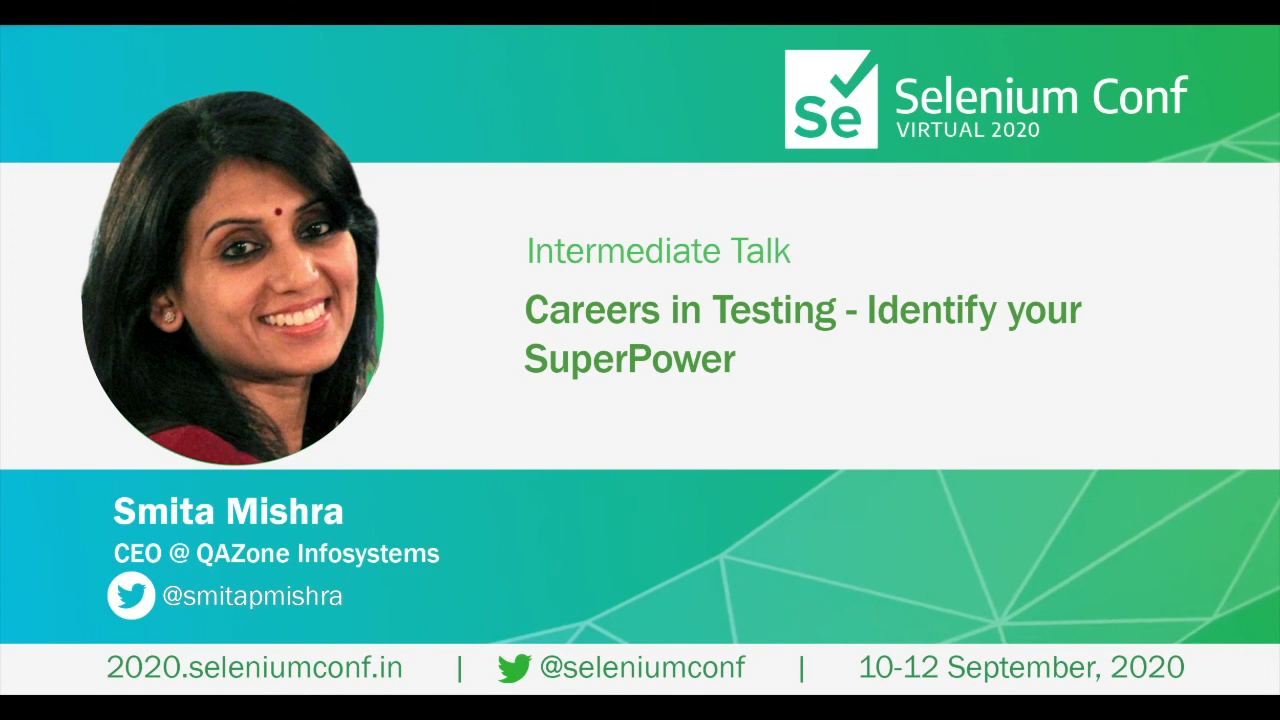 Se
Selenium Conf
VIRTUAL 2020
Intermediate Talk
Careers in Testing - Identify your
SuperPower
Smita Mishra
CEO @ QAZone Infosystems
@smitapmishra
2020.seleniumconf.in | @seleniumconf | 10-12 September, 2020